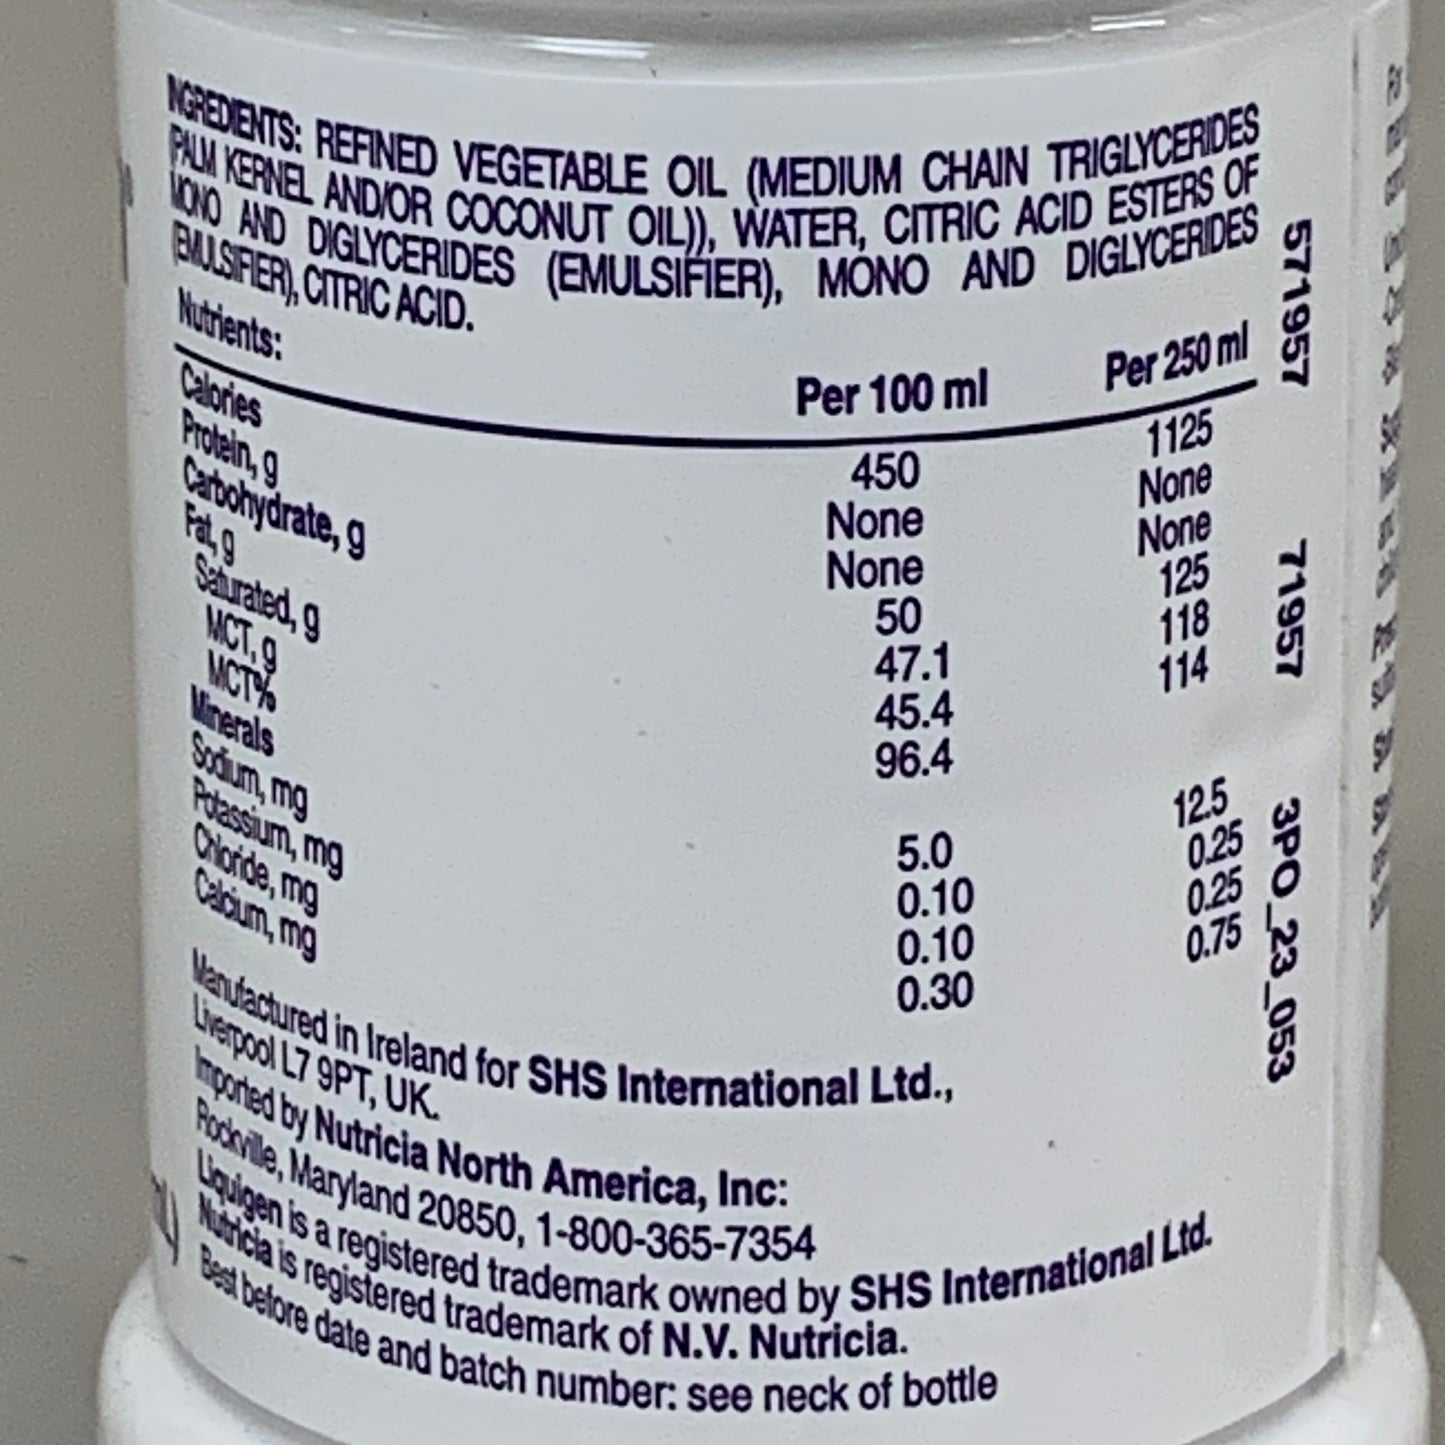 INGREDIENTS: REFINED VEGETABLE OIL (MEDIUM CHAIN TRIGLYCERIDES
(PALM KERNEL AND/OR COCONUT OIL)), WATER, CITRIC ACID ESTERS OF
MONO AND DIGLYCERIDES (EMULSIFIER), MONO AND DIGLYCERIDES
(EMULSIFIER), CITRIC ACID.
Nutrients: Per 100 ml Per 250 ml
Calories 450 1125
Protein, g None None
Carbohydrate, g None None
Fat, g 50 125
Saturated, g 47.1 118
MCT, g 45.4 114
MCT% 96.4
Minerals
Sodium, mg 5.0 12.5
Potassium, mg 0.10 0.25
Chloride, mg 0.10 0.25
Calcium, mg 0.30 0.75
Manufactured in Ireland for SHS International Ltd.,
Liverpool L7 9PT, UK.
Imported by Nutricia North America, Inc:
Rockville, Maryland 20850, 1-800-365-7354
Liquigen is a registered trademark owned by SHS International Ltd.
Nutricia is registered trademark of N.V. Nutricia.
Best before date and batch number: see neck of bottle
571957
71957
3PO_23_053